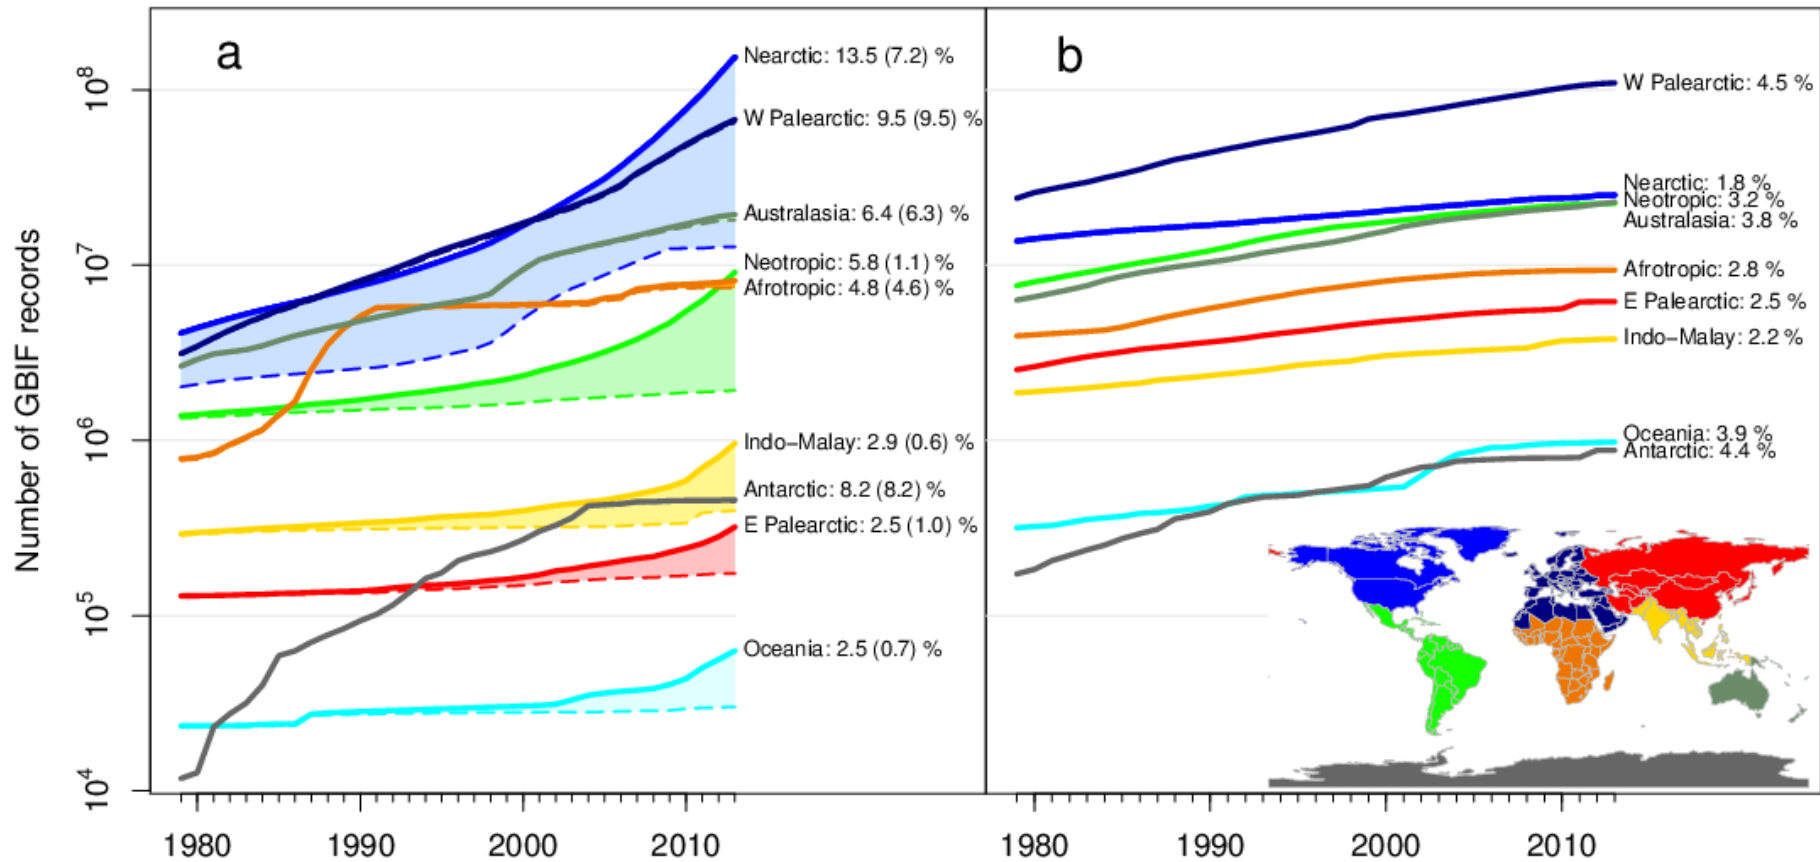 a
b
Number of GBIF records
10^8
10^7
10^6
10^5
10^4
Nearctic: 13.5 (7.2) %
W Palearctic: 9.5 (9.5) %
Australasia: 6.4 (6.3) %
Neotropic: 5.8 (1.1) %
Afrotropic: 4.8 (4.6) %
Indo−Malay: 2.9 (0.6) %
Antarctic: 8.2 (8.2) %
E Palearctic: 2.5 (1.0) %
Oceania: 2.5 (0.7) %
1980 1990 2000 2010
W Palearctic: 4.5 %
Nearctic: 1.8 %
Neotropic: 3.2 %
Australasia: 3.8 %
Afrotropic: 2.8 %
E Palearctic: 2.5 %
Indo−Malay: 2.2 %
Oceania: 3.9 %
Antarctic: 4.4 %
1980 1990 2000 2010